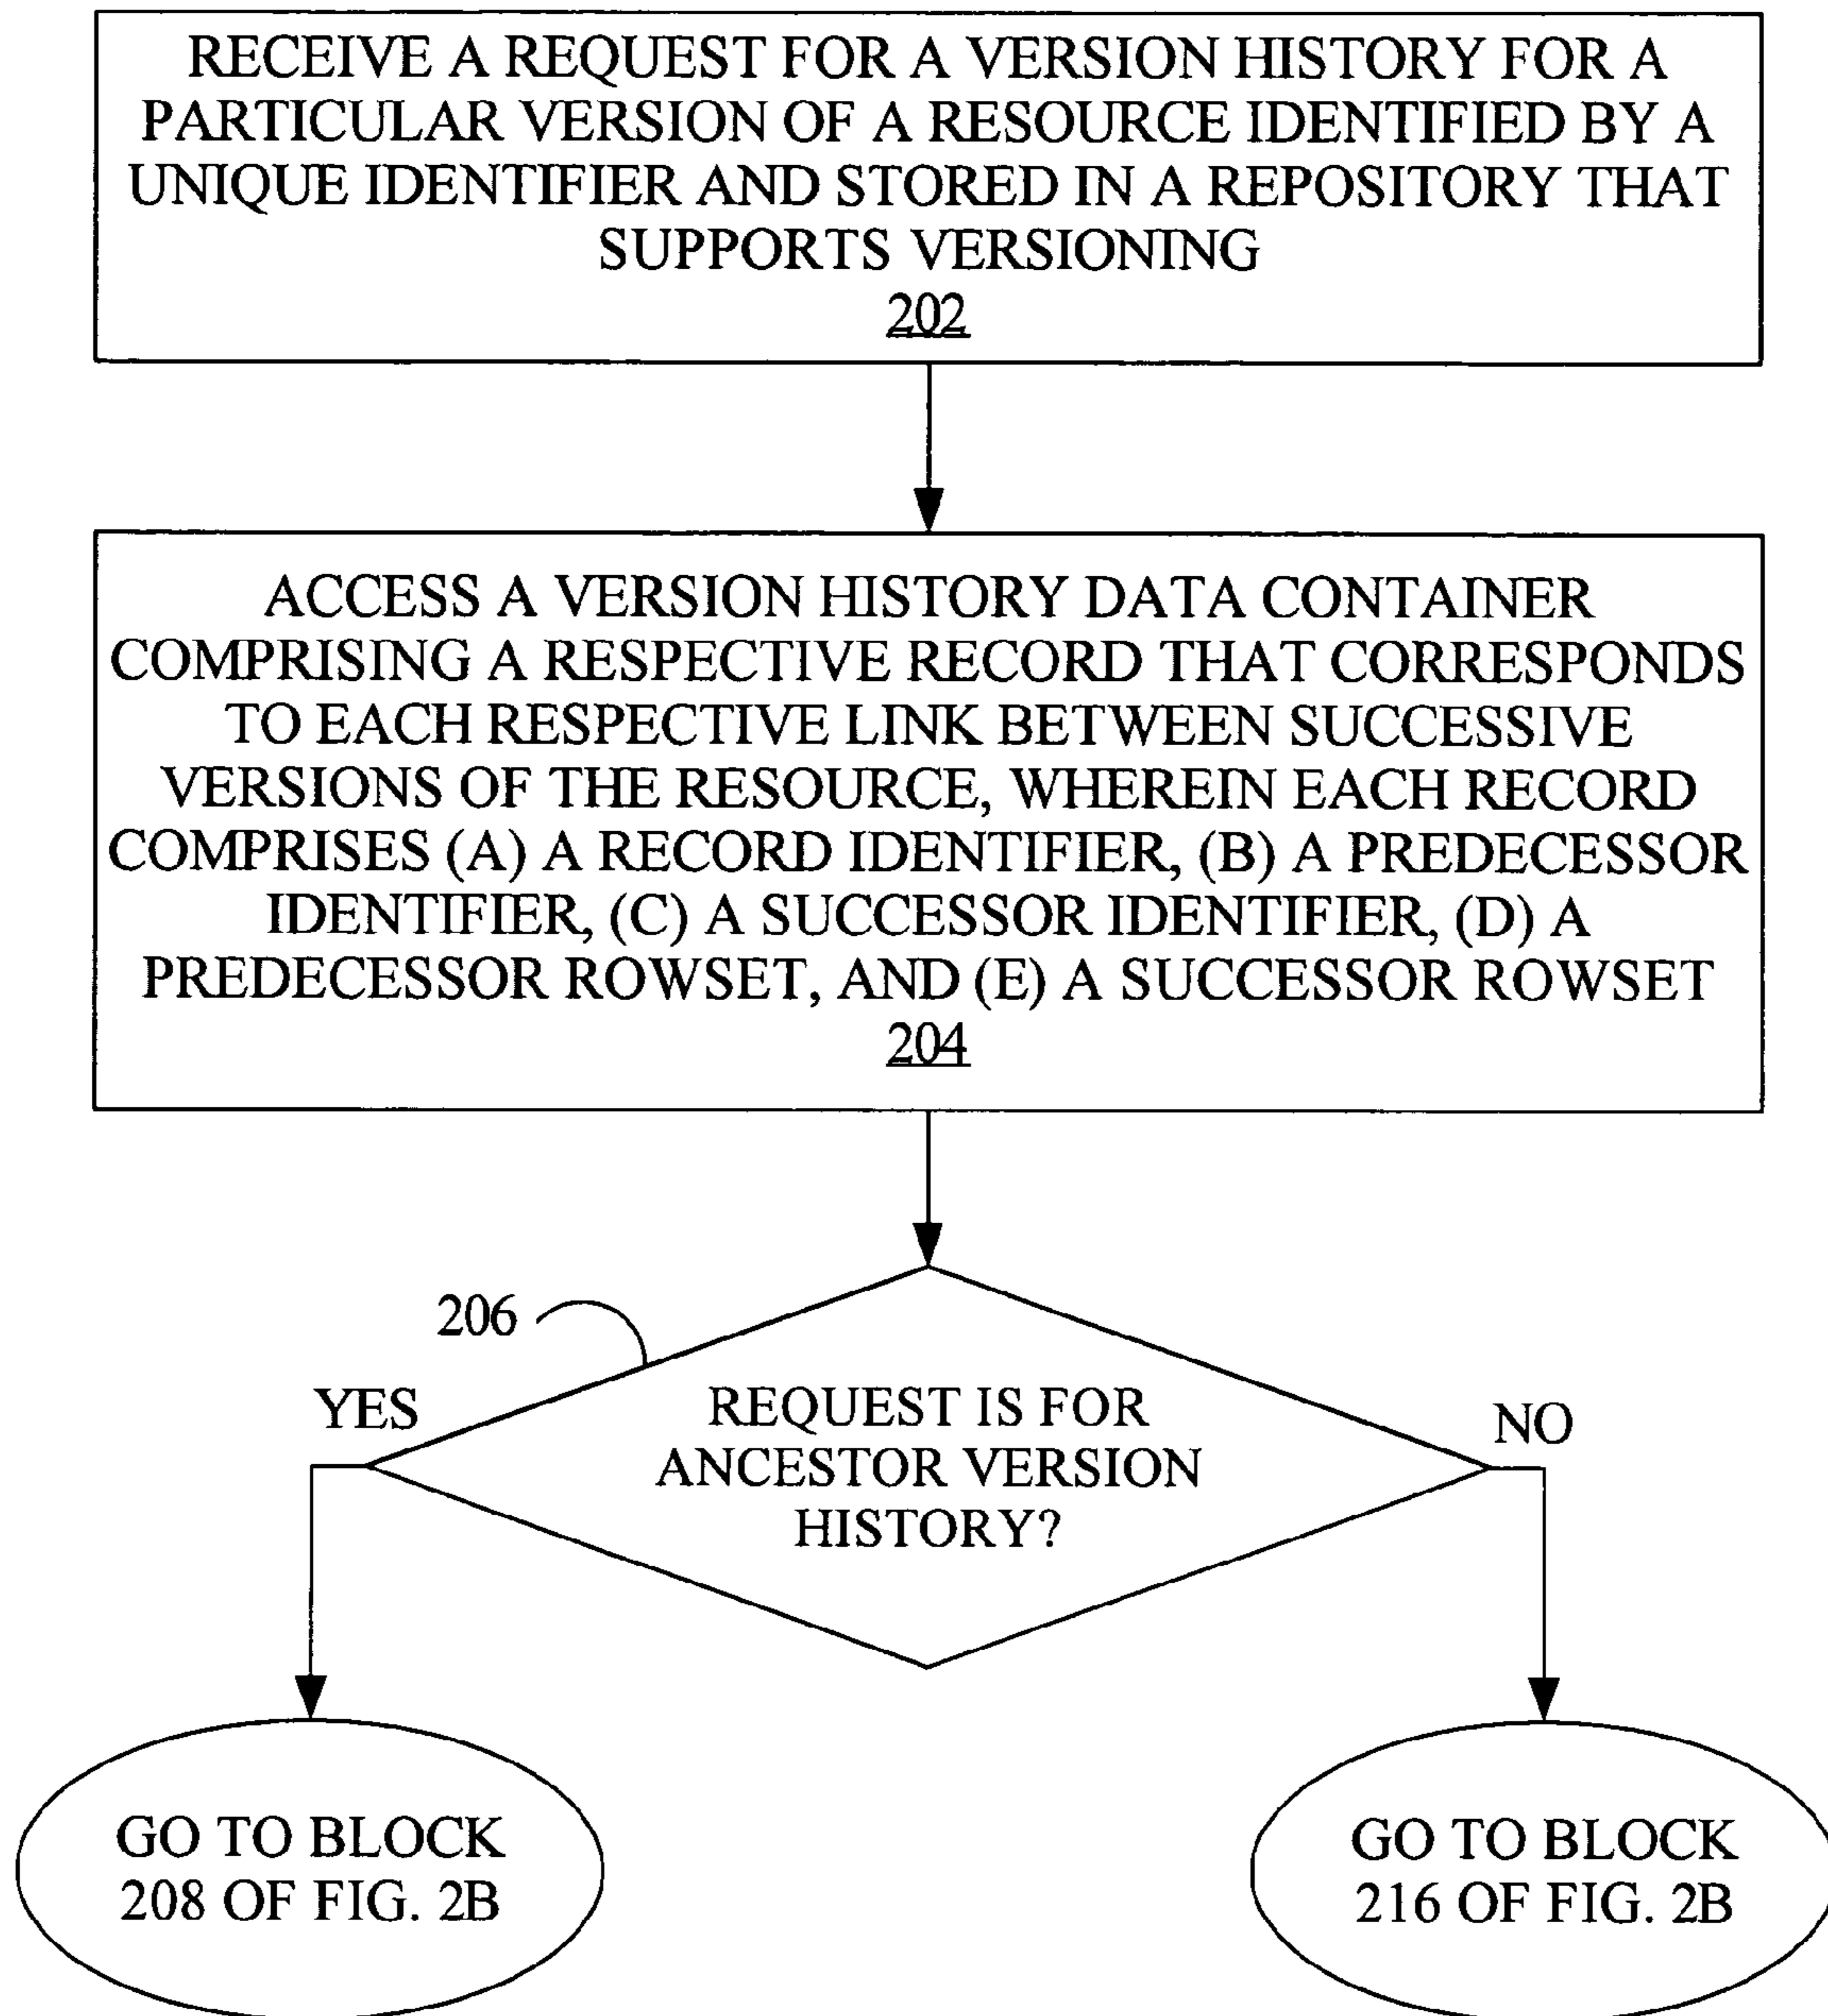 RECEIVE A REQUEST FOR A VERSION HISTORY FOR A
PARTICULAR VERSION OF A RESOURCE IDENTIFIED BY A
UNIQUE IDENTIFIER AND STORED IN A REPOSITORY THAT
SUPPORTS VERSIONING
202
ACCESS A VERSION HISTORY DATA CONTAINER
COMPRISING A RESPECTIVE RECORD THAT CORRESPONDS
TO EACH RESPECTIVE LINK BETWEEN SUCCESSIVE
VERSIONS OF THE RESOURCE, WHEREIN EACH RECORD
COMPRISES (A) A RECORD IDENTIFIER, (B) A PREDECESSOR
IDENTIFIER, (C) A SUCCESSOR IDENTIFIER, (D) A
PREDECESSOR ROWSET, AND (E) A SUCCESSOR ROWSET
204
206
YES
REQUEST IS FOR
ANCESTOR VERSION
HISTORY?
NO
GO TO BLOCK
208 OF FIG. 2B
GO TO BLOCK
216 OF FIG. 2B